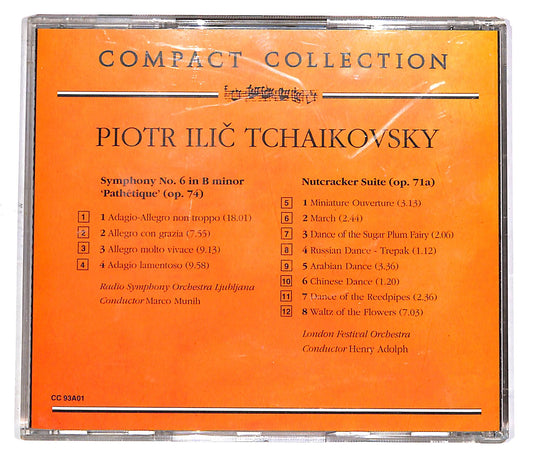 COMPACT COLLECTION
PIOTR ILIČ TCHAIKOVSKY
Symphony No. 6 in B minor
'Pathêtique' (op. 74)
1 1 Adagio-Allegro non troppo (18.01)
2 2 Allegro con grazia (7.55)
3 3 Allegro molto vivace (9.13)
4 4 Adagio lamentoso (9.58)
Radio Symphony Orchestra Ljubljana
Conductor Marco Munih
Nutcracker Suite (op. 71a)
5 1 Miniature Ouverture (3.13)
6 2 March (2.44)
7 3 Dance of the Sugar Plum Fairy (2.06)
8 4 Russian Dance - Trepak (1.12)
9 5 Arabian Dance (3.36)
10 6 Chinese Dance (1.20)
11 7 Dance of the Reedpipes (2.36)
12 8 Waltz of the Flowers (7.03)
London Festival Orchestra
Conductor Henry Adolph
CC 93A01